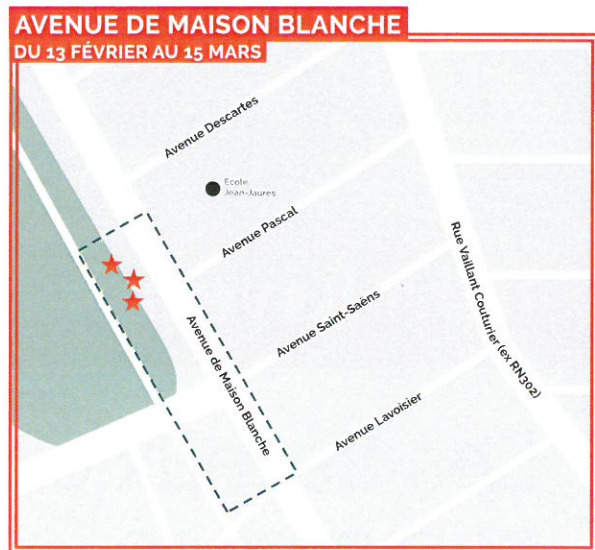 AVENUE DE MAISON BLANCHE
DU 13 FÉVRIER AU 15 MARS
Avenue Descartes
Ecole
Jean-Jaures
Avenue Pascal
Avenue Saint-Saëns
Avenue de Maison Blanche
Rue Vaillant Couturier (ex RN302)
Avenue Lavoisier